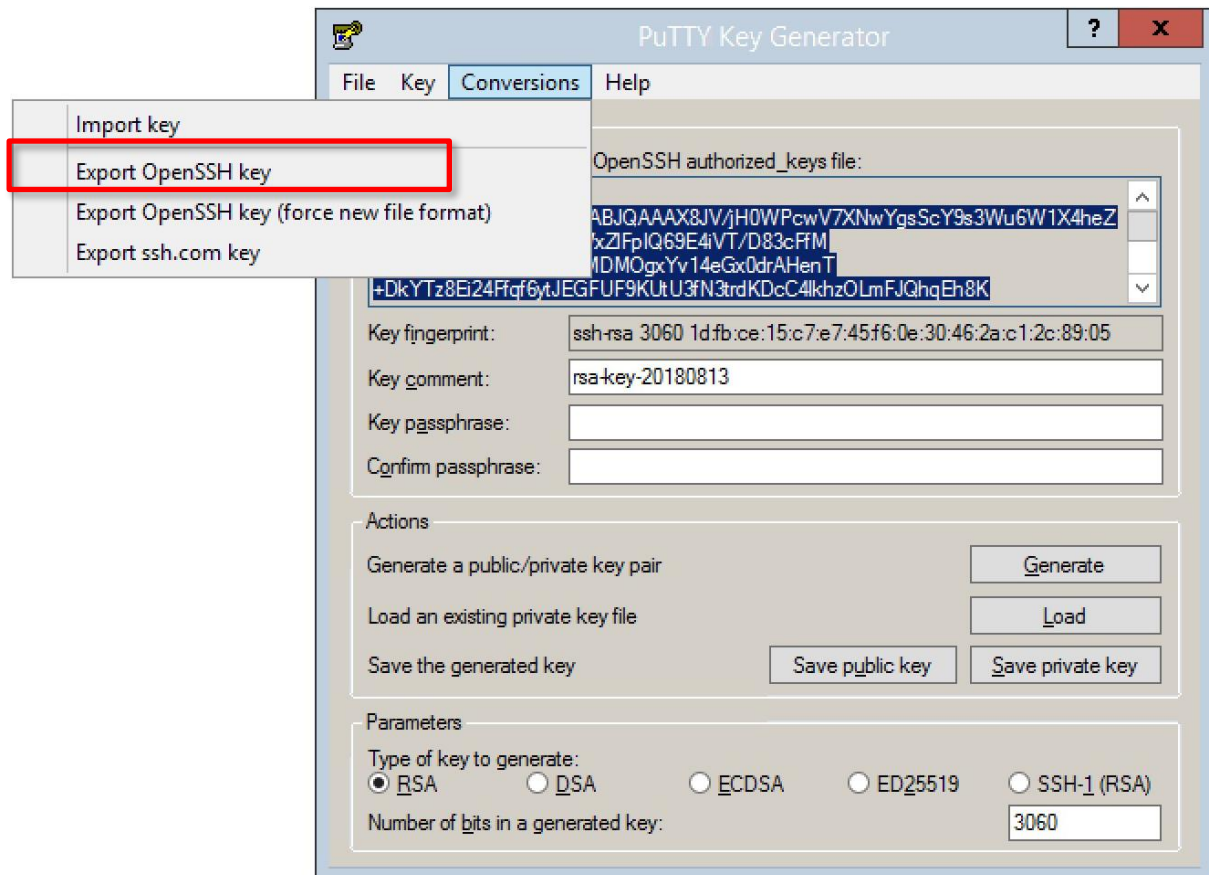 PuTTY Key Generator
? x
File Key Conversions Help
Import key
Export OpenSSH key
Export OpenSSH key (force new file format)
Export ssh.com key
OpenSSH authorized_keys file:
ABJQAAAX8JV/jH0WPcwV7XNwYgsScY9s3Wu6W1X4heZ
xZlFpIQ69E4iVT/D83cFfM
MDMOgxYv14eGx0drAHenT
+DkYTz8Ei24Ffqf6ytJEGFUF9KUtU3fN3trdKDcC4lkhzOLmFJQhqEh8K
Key fingerprint: ssh-rsa 3060 1d:fb:ce:15:c7:e7:45:f6:0e:30:46:2a:c1:2c:89:05
Key comment: rsa-key-20180813
Key passphrase:
Confirm passphrase:
Actions
Generate a public/private key pair Generate
Load an existing private key file Load
Save the generated key Save public key Save private key
Parameters
Type of key to generate:
RSA DSA ECDSA ED25519 SSH-1 (RSA)
Number of bits in a generated key: 3060